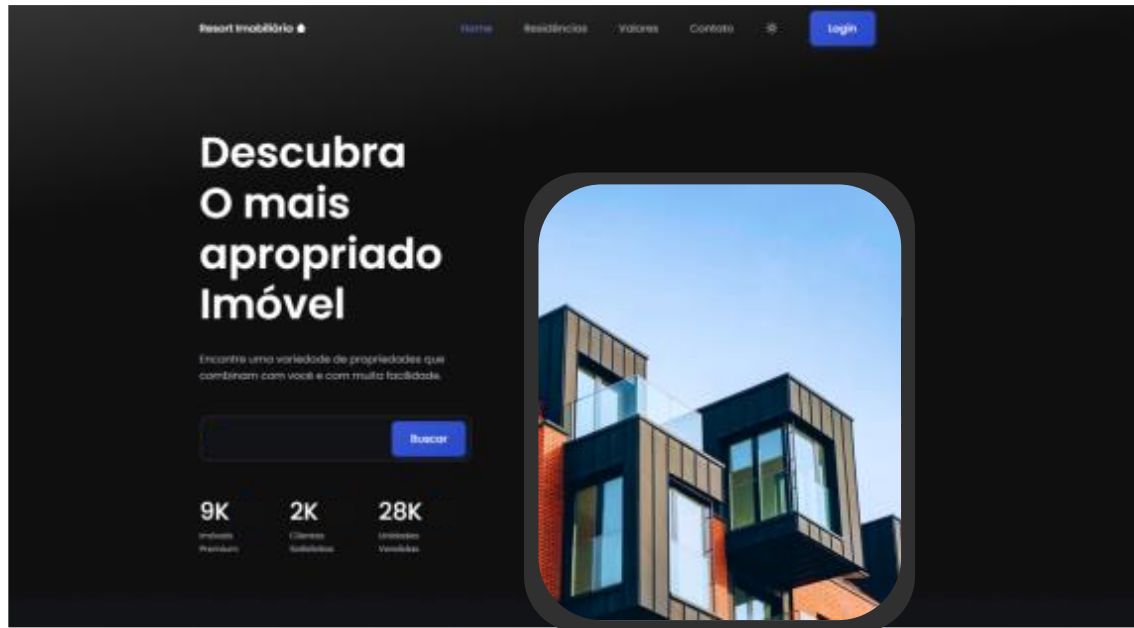 Resort Imobiliário
Home
Residências
Valores
Contato
Login
Descubra
O mais
apropriado
Imóvel
Encontre uma variedade de propriedades que
combinam com você e com muita facilidade.
Buscar
9K
2K
28K
Imóveis
Clientes
Unidades
Premium
Satisfeitos
Vendidas